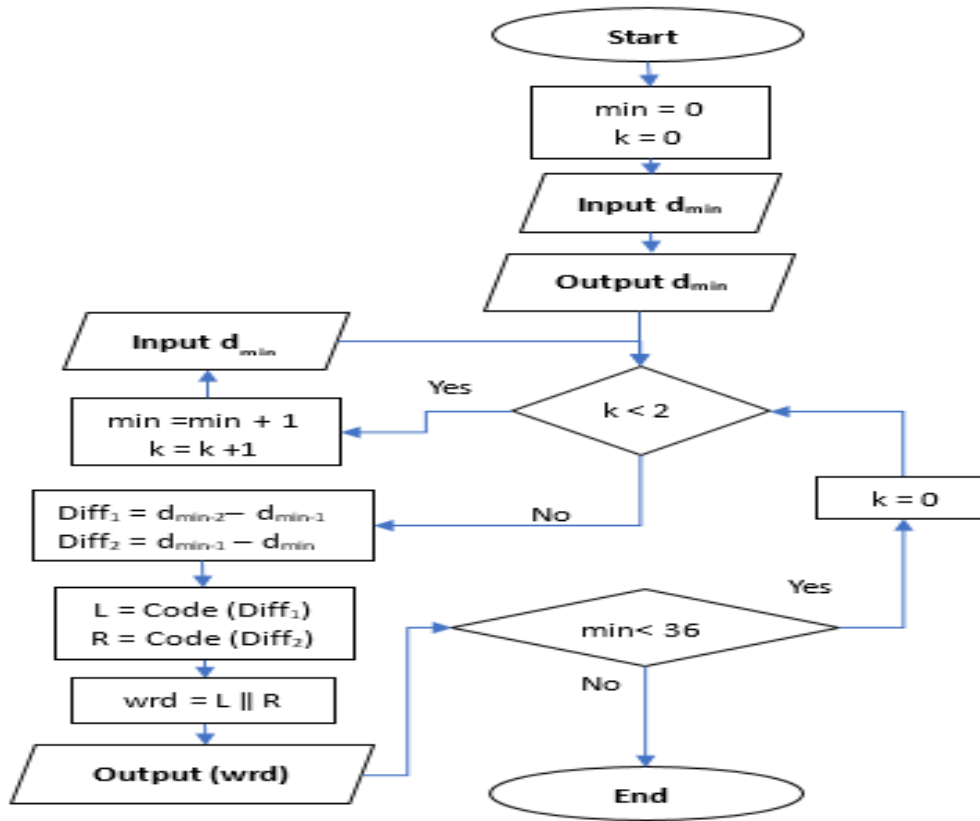 Start
min = 0
k = 0
Input dₘᵢₙ
Output dₘᵢₙ
Input dₘᵢₙ
Yes
k < 2
min =min + 1
k = k +1
k = 0
Diff₁ = dₘᵢₙ₋₂– dₘᵢₙ₋₁
Diff₂ = dₘᵢₙ₋₁ – dₘᵢₙ
No
L = Code (Diff₁)
R = Code (Diff₂)
Yes
min< 36
wrd = L ‖ R
No
Output (wrd)
End